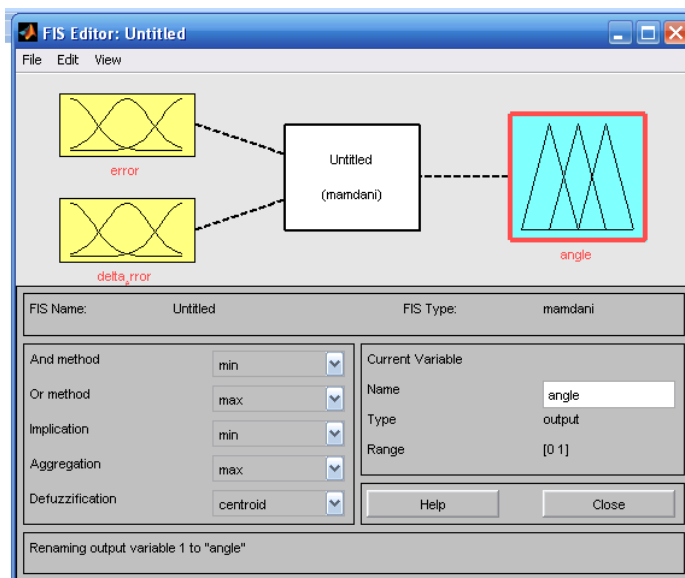 FIS Editor: Untitled
File Edit View
error
delta_error
Untitled
(mamdani)
angle
FIS Name: Untitled FIS Type: mamdani
And method min
Or method max
Implication min
Aggregation max
Defuzzification centroid
Current Variable
Name angle
Type output
Range [0 1]
Help Close
Renaming output variable 1 to "angle"